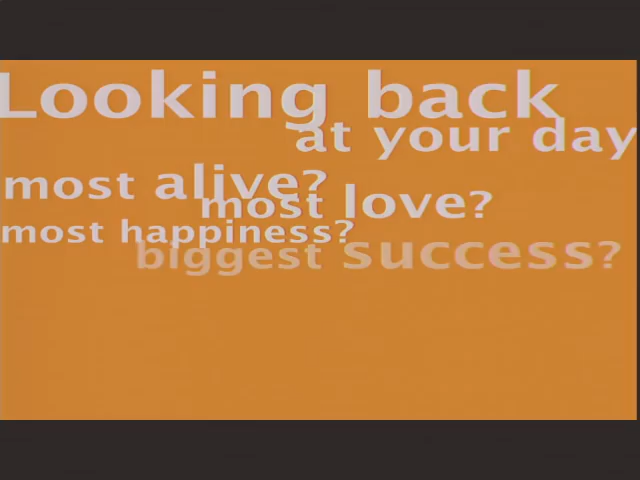 Looking back
at your day
most alive?
most love?
most happiness?
biggest success?